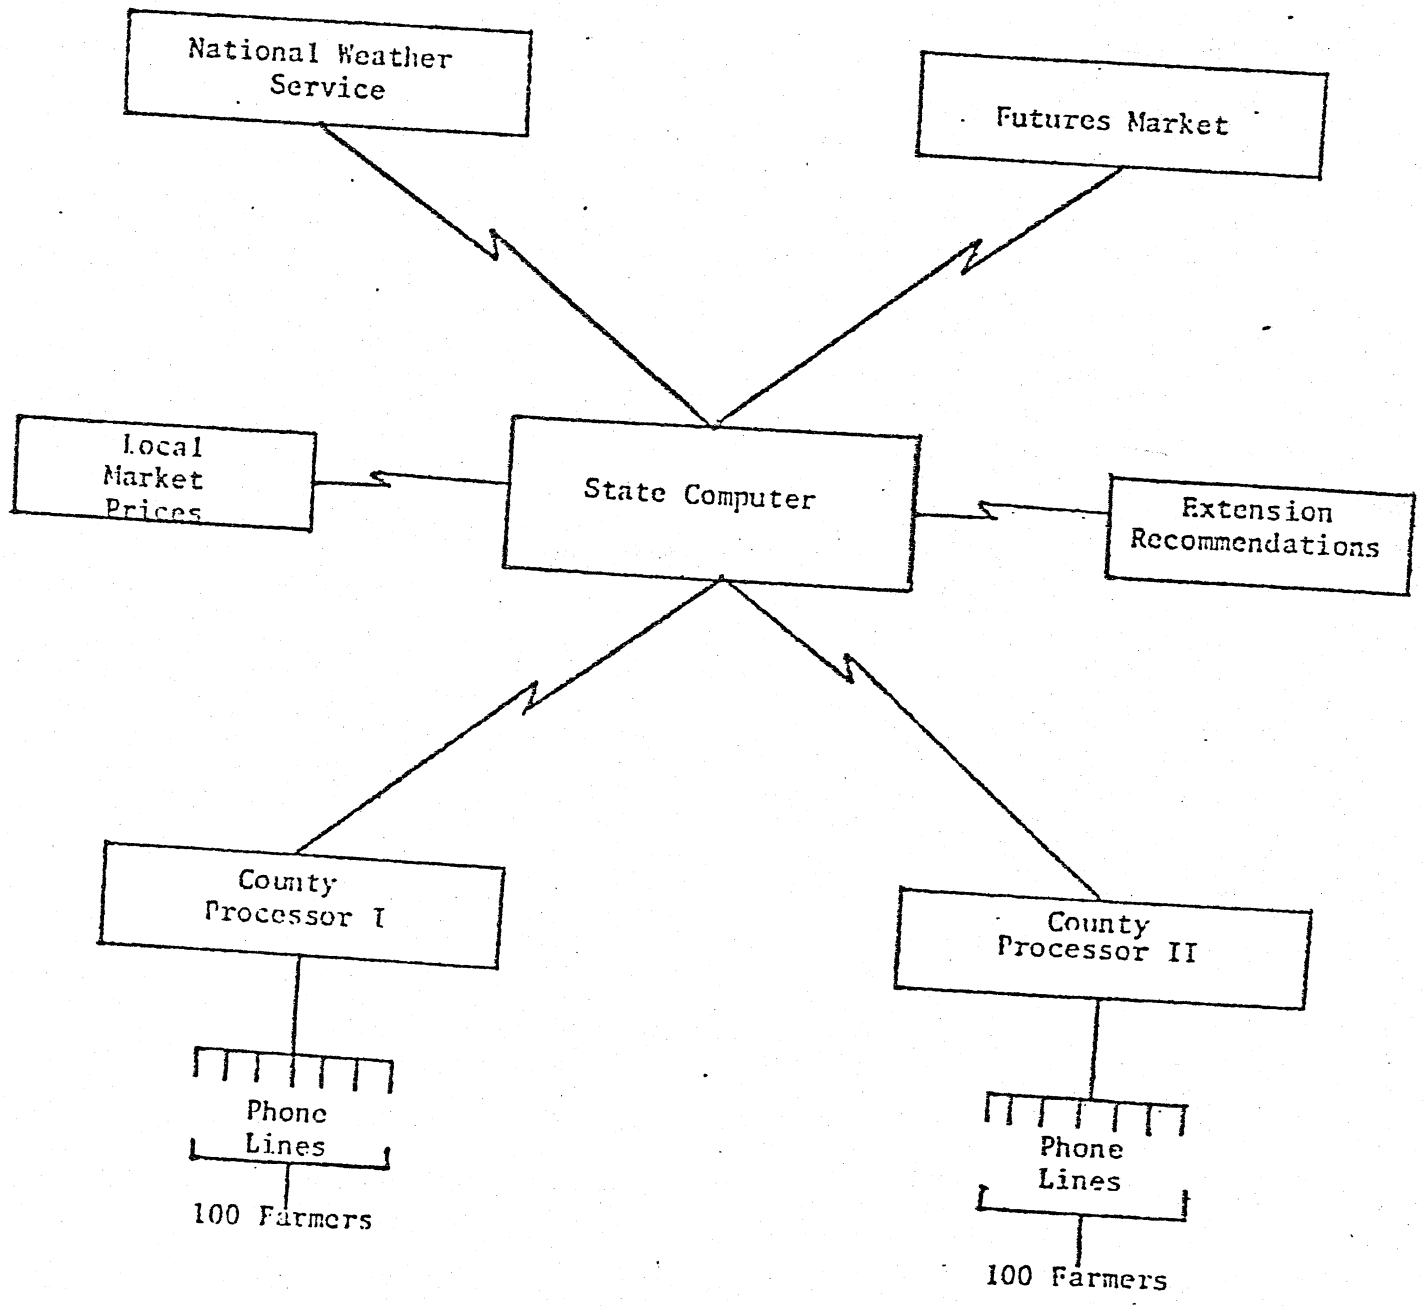 National Weather
Service
Futures Market
Local
Market
Prices
State Computer
Extension
Recommendations
County
Processor I
County
Processor II
Phone
Lines
100 Farmers
Phone
Lines
100 Farmers